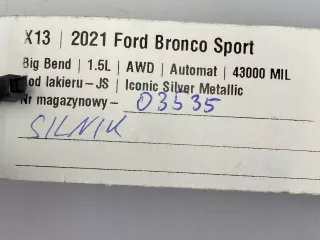 X13 | 2021 Ford Bronco Sport
Big Bend | 1.5L | AWD | Automat | 43000 MIL
od lakieru – JS | Iconic Silver Metallic
Nr magazynowy – 03535
SILNIK